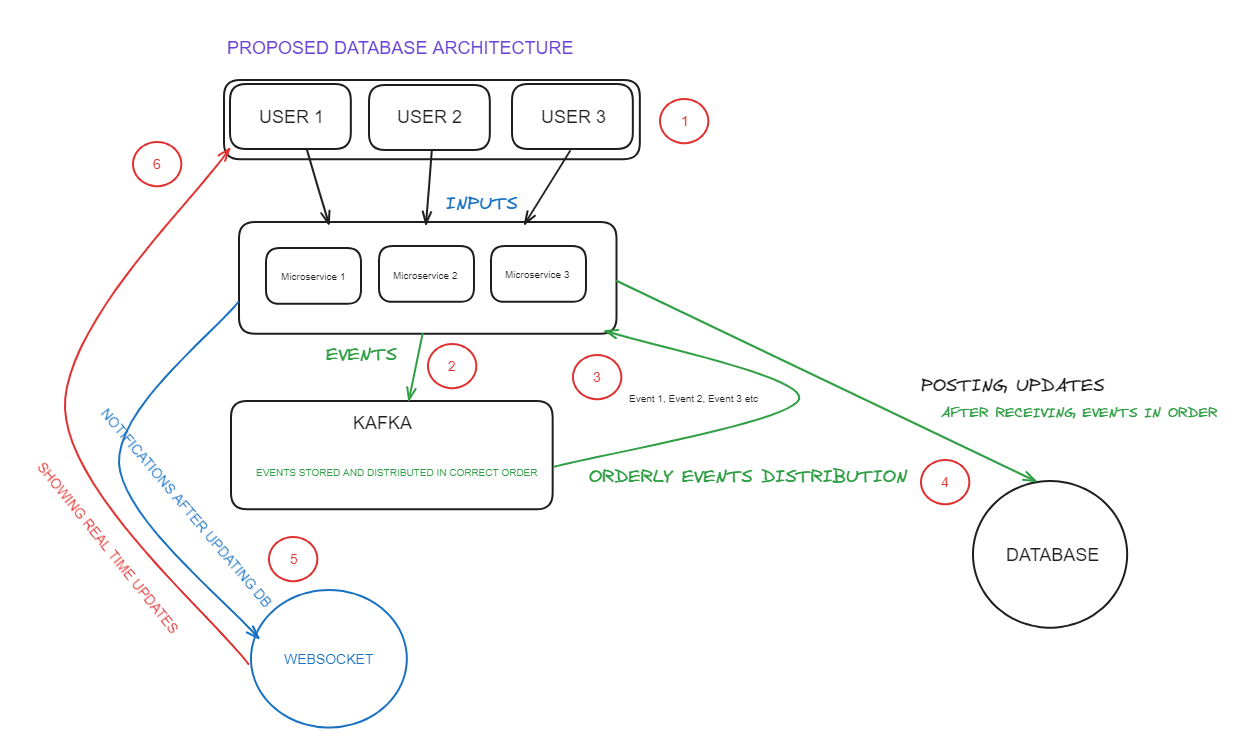 PROPOSED DATABASE ARCHITECTURE
USER 1
USER 2
USER 3
1
6
INPUTS
Microservice 1
Microservice 2
Microservice 3
EVENTS
2
3
Event 1, Event 2, Event 3 etc
POSTING UPDATES
AFTER RECEIVING EVENTS IN ORDER
KAFKA
EVENTS STORED AND DISTRIBUTED IN CORRECT ORDER
ORDERLY EVENTS DISTRIBUTION
4
DATABASE
NOTIFICATIONS AFTER UPDATING DB
SHOWING REAL TIME UPDATES
5
WEBSOCKET